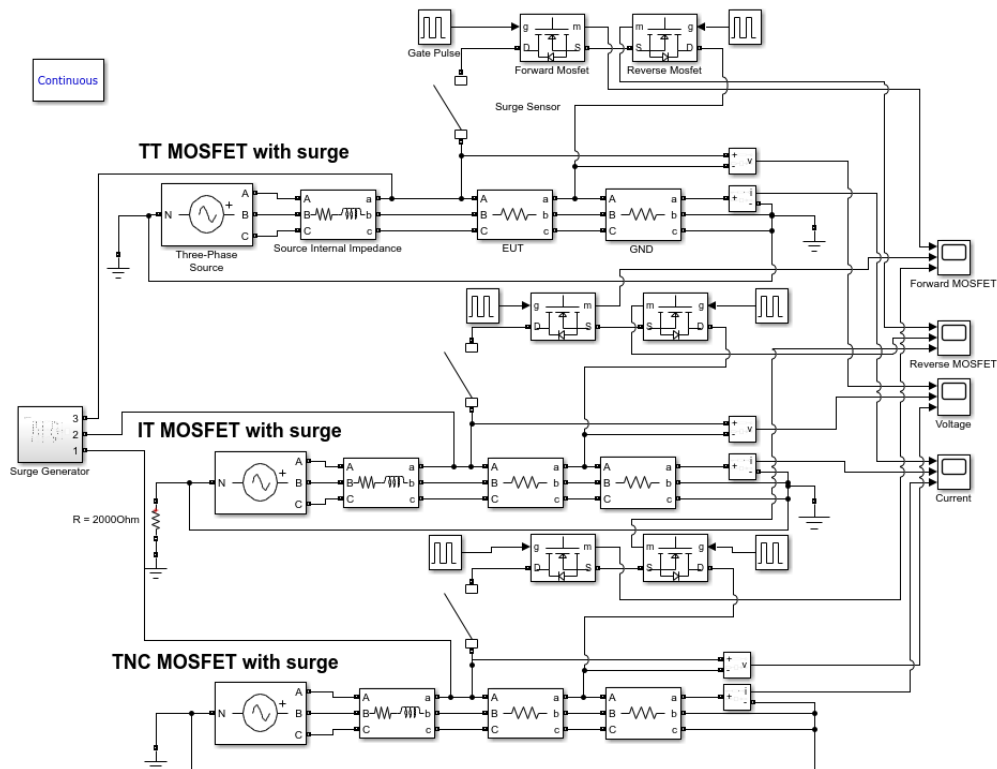 Continuous
Gate Pulse
g
m
D
S
Forward Mosfet
m
g
S
D
Reverse Mosfet
Surge Sensor
TT MOSFET with surge
+
-
v
N
+
A
B
C
Three-Phase
Source
A
B
C
a
b
c
Source Internal Impedance
A
B
C
a
b
c
EUT
A
B
C
a
b
c
GND
+
i
-
Forward MOSFET
g
m
D
S
m
g
S
D
Reverse MOSFET
Voltage
Current
3
2
1
Surge Generator
IT MOSFET with surge
+
-
v
N
+
A
B
C
A
B
C
a
b
c
A
B
C
a
b
c
A
B
C
a
b
c
+
i
-
R = 2000Ohm
g
m
D
S
m
g
S
D
TNC MOSFET with surge
+
-
v
N
+
A
B
C
A
B
C
a
b
c
A
B
C
a
b
c
A
B
C
a
b
c
+
i
-